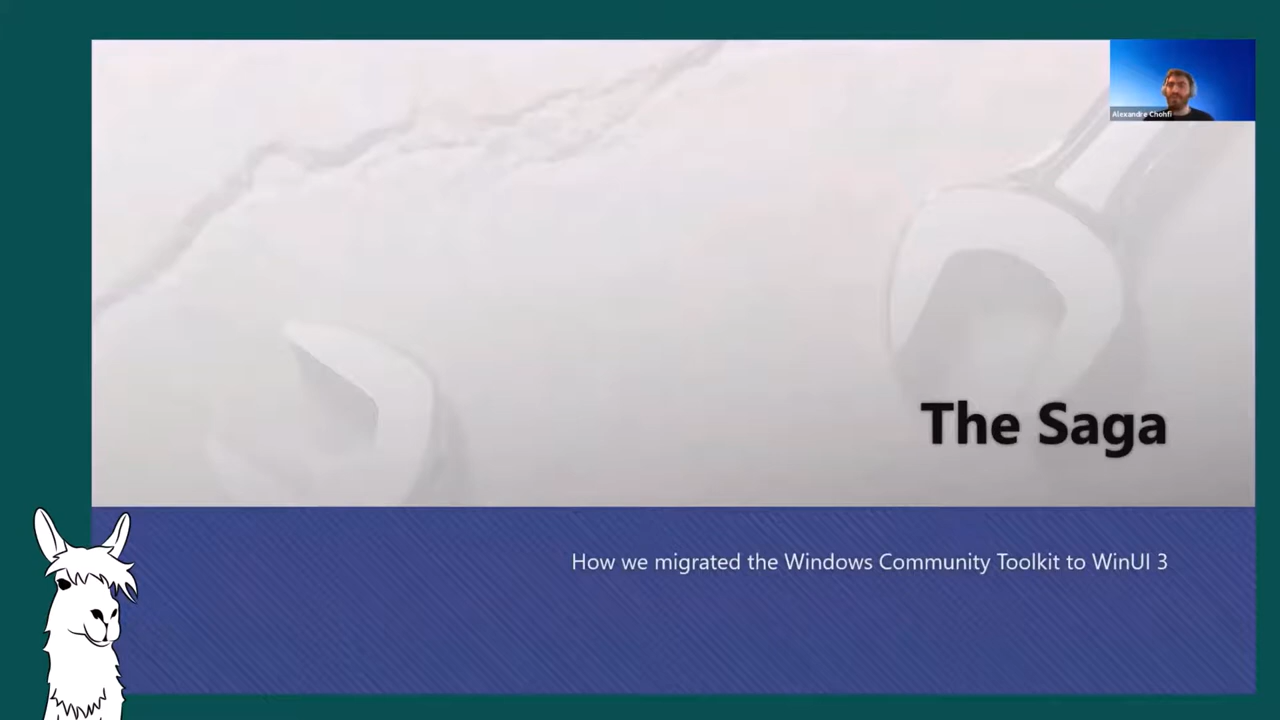 Alexandre Chohfi
The Saga
How we migrated the Windows Community Toolkit to WinUI 3